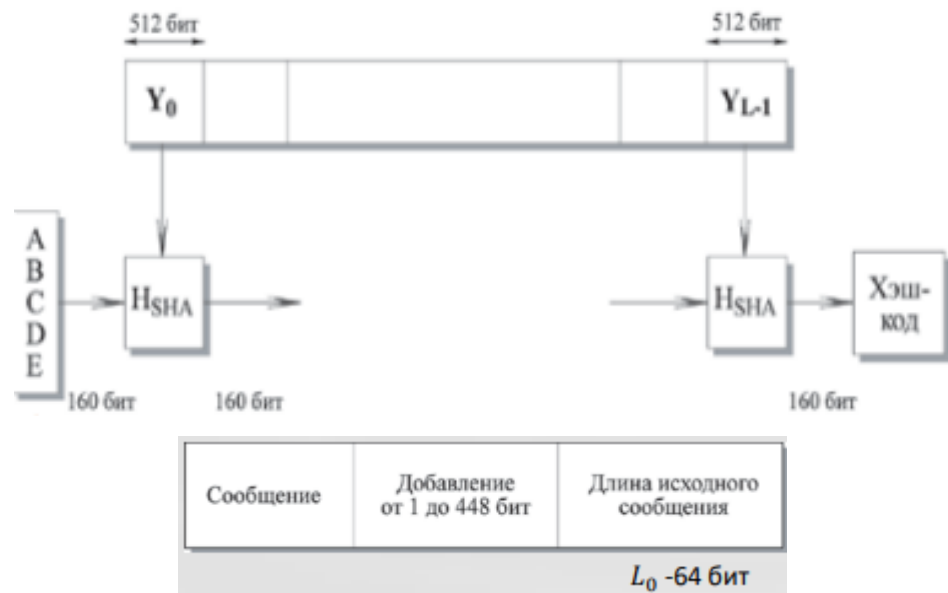 512 бит
512 бит
Y0
YL-1
A
B
C
D
E
HSHA
HSHA
Хэш-
код
160 бит
160 бит
160 бит
Сообщение
Добавление
от 1 до 448 бит
Длина исходного
сообщения
L0 -64 бит